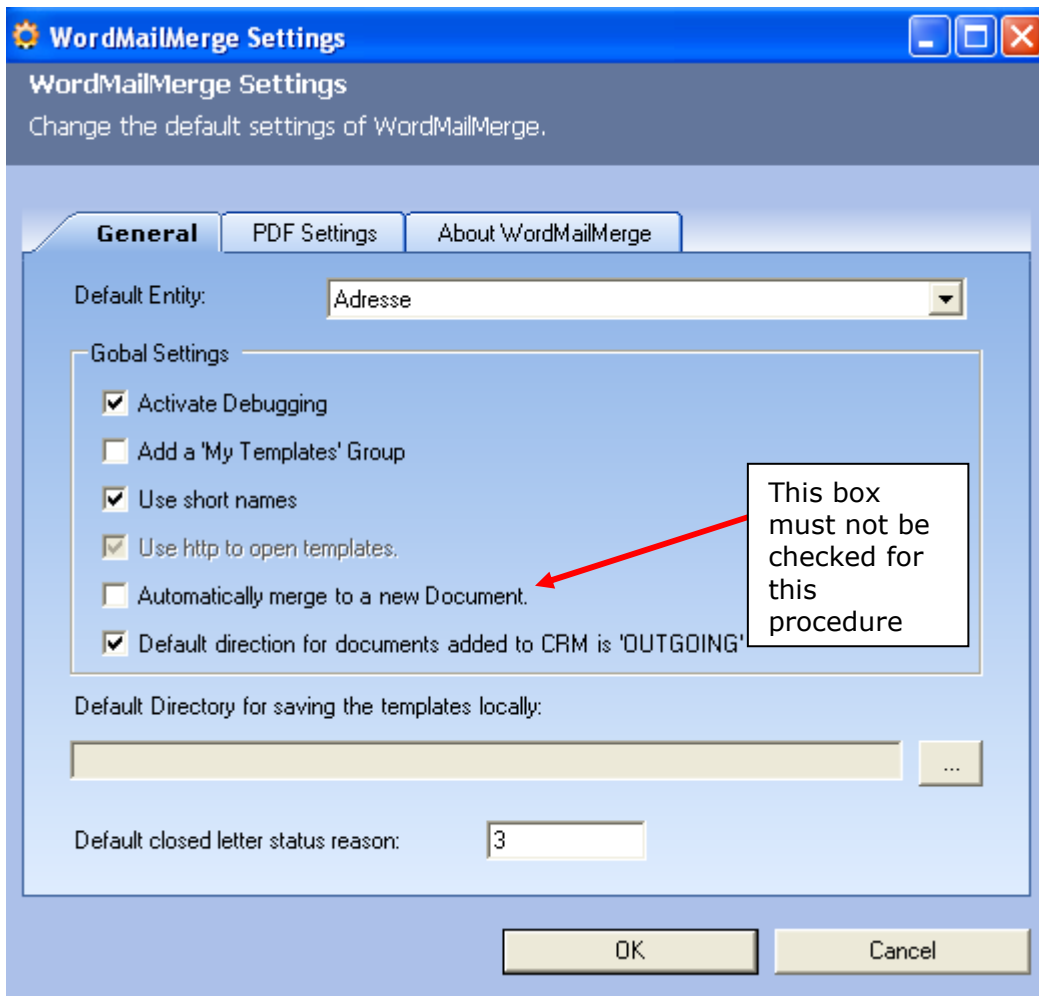 WordMailMerge Settings
WordMailMerge Settings
Change the default settings of WordMailMerge.
General
PDF Settings
About WordMailMerge
Default Entity:
Adresse
Gobal Settings
Activate Debugging
Add a 'My Templates' Group
Use short names
Use http to open templates.
Automatically merge to a new Document.
Default direction for documents added to CRM is 'OUTGOING'
This box
must not be
checked for
this
procedure
Default Directory for saving the templates locally:
...
Default closed letter status reason:
3
OK
Cancel